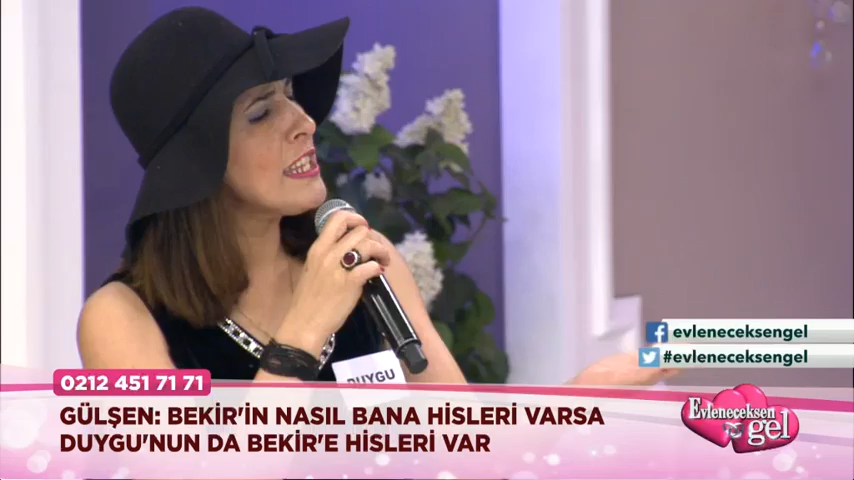 DUYGU
evleneceksengel
#evleneceksengel
0212 451 71 71
GÜLŞEN: BEKİR'İN NASIL BANA HİSLERİ VARSA
DUYGU'NUN DA BEKİR'E HİSLERİ VAR
Evleneceksen
gel